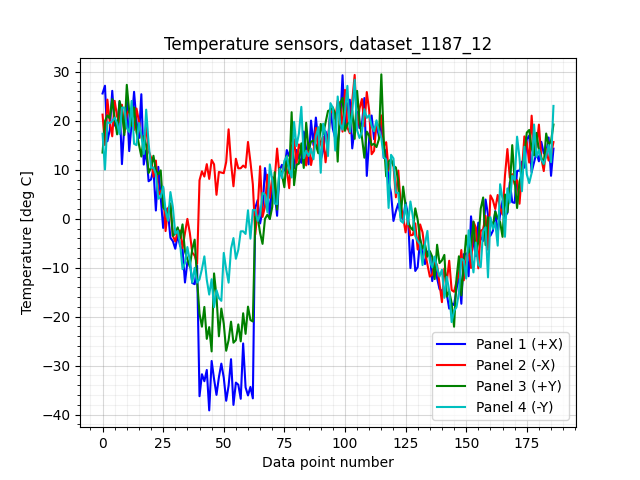 Temperature sensors, dataset_1187_12
Temperature [deg C]
30
20
10
0
−10
−20
−30
−40
0 25 50 75 100 125 150 175
Data point number
Panel 1 (+X)
Panel 2 (-X)
Panel 3 (+Y)
Panel 4 (-Y)